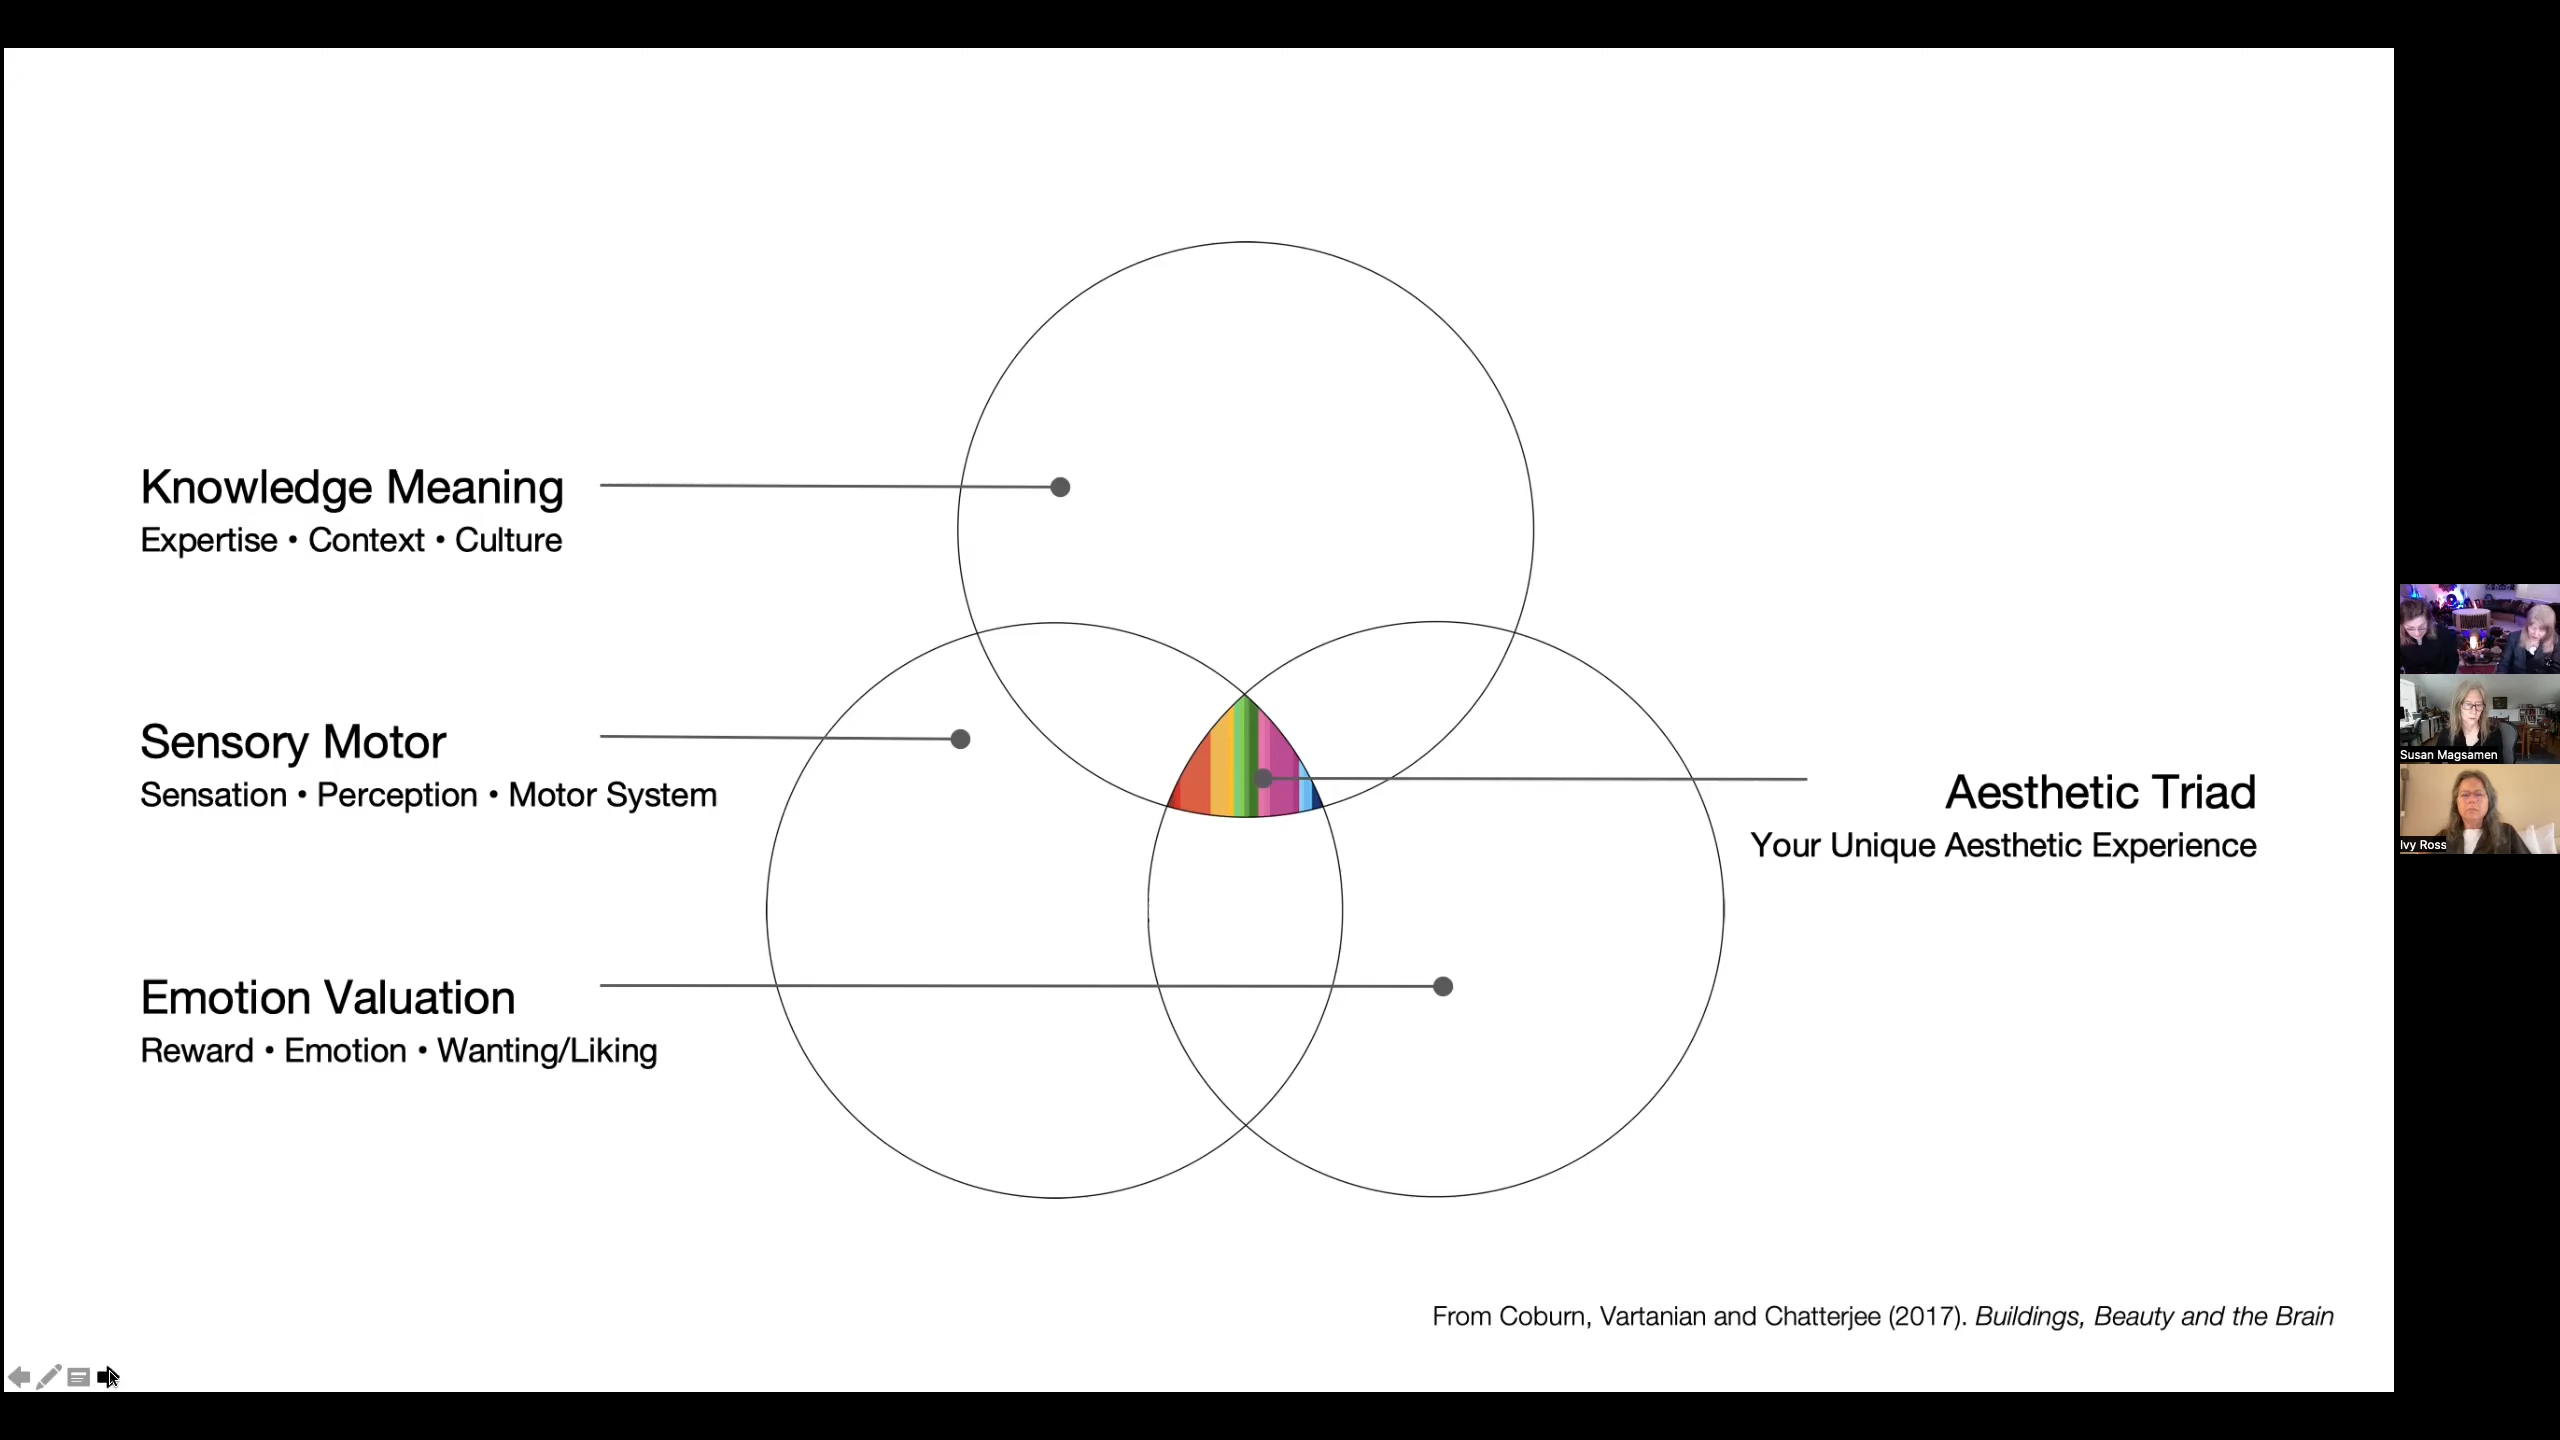 Knowledge Meaning
Expertise • Context • Culture
Sensory Motor
Sensation • Perception • Motor System
Emotion Valuation
Reward • Emotion • Wanting/Liking
Aesthetic Triad
Your Unique Aesthetic Experience
From Coburn, Vartanian and Chatterjee (2017). Buildings, Beauty and the Brain
Susan Magsamen
Ivy Ross